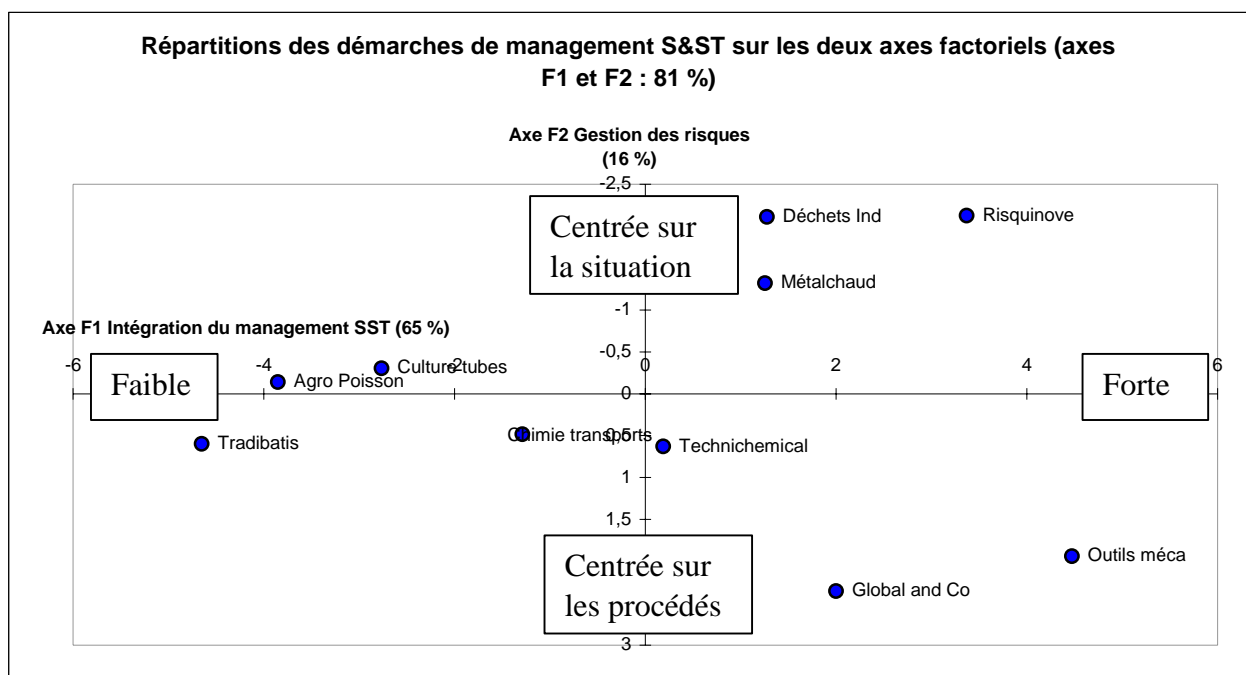 Répartitions des démarches de management S&ST sur les deux axes factoriels (axes
F1 et F2 : 81 %)
Axe F2 Gestion des risques
(16 %)
-2,5
Centrée sur
la situation
Déchets Ind
Risquinove
Métalchaud
-1
Axe F1 Intégration du management SST (65 %)
-0,5
-6
-4
-2
0
2
4
6
Culture tubes
Agro Poisson
Faible
0
Forte
Tradibatis
Chimie transports
0,5
Technichemical
1
1,5
Centrée sur
les procédés
Outils méca
Global and Co
3